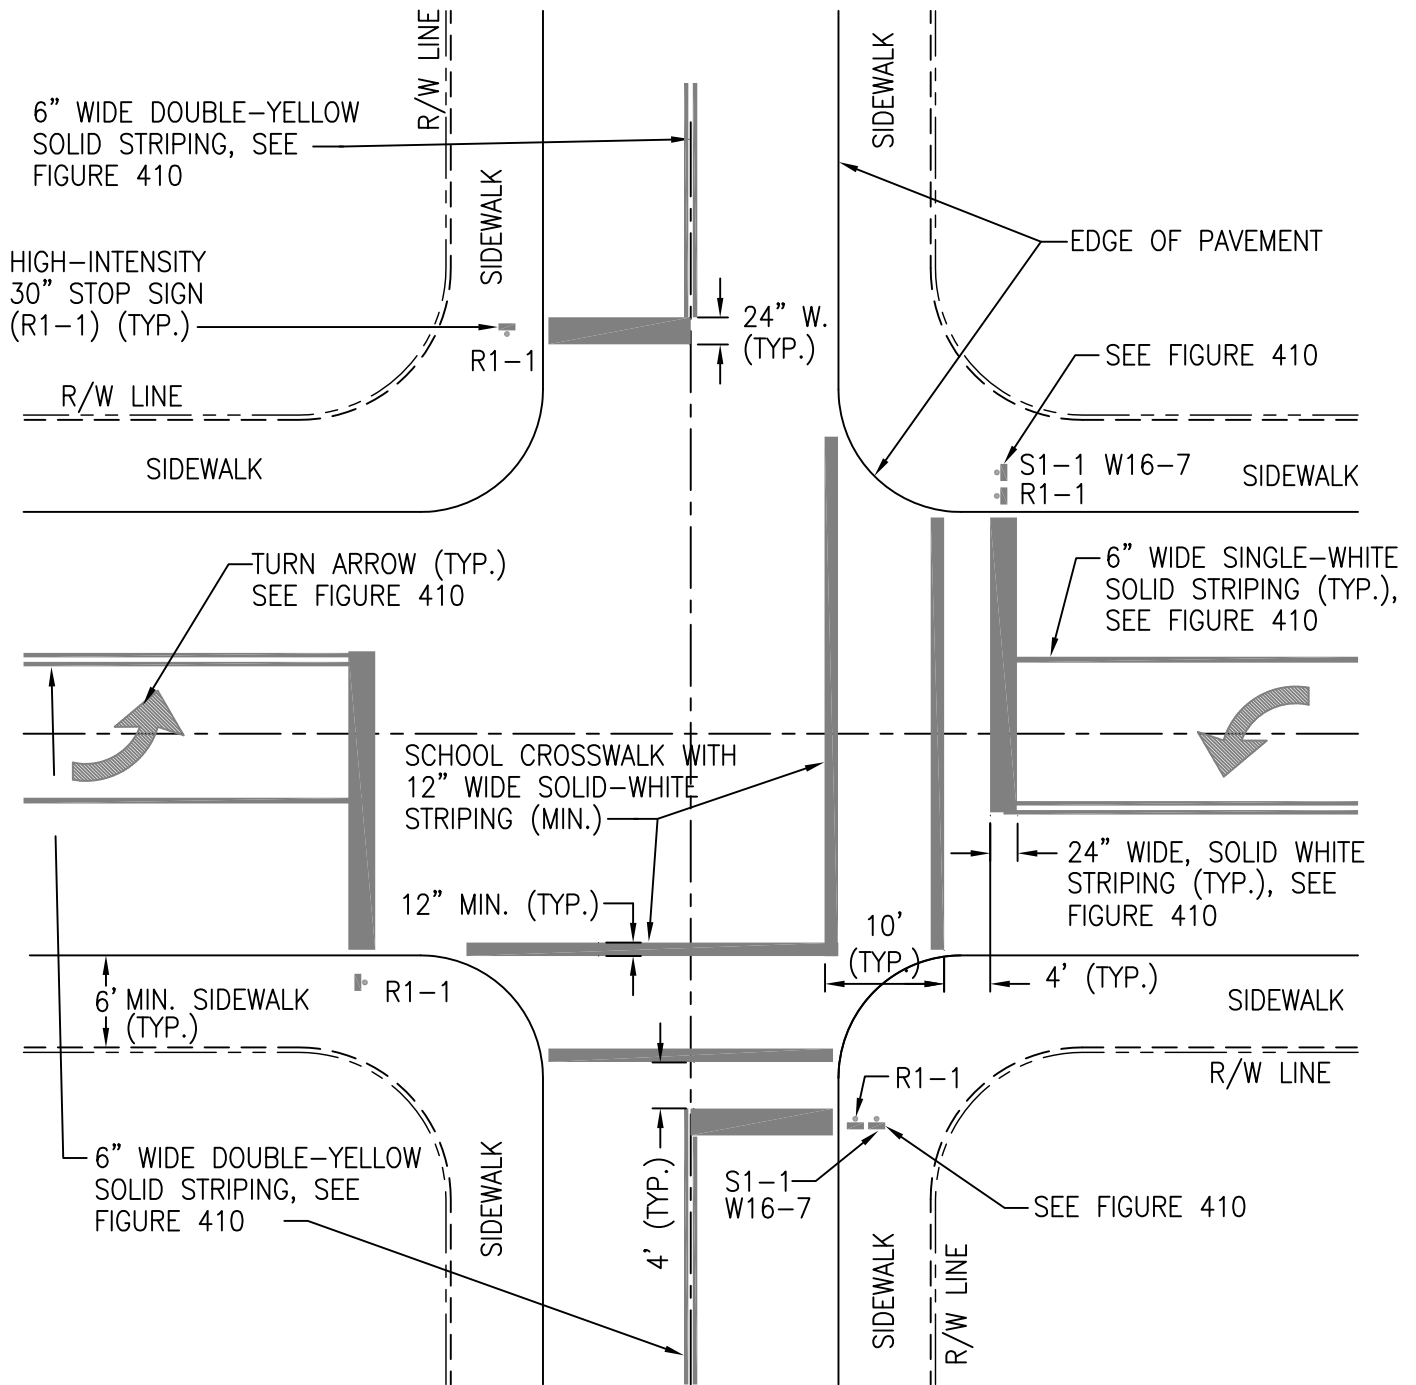 R/W LINE
SIDEWALK
6” WIDE DOUBLE-YELLOW
SOLID STRIPING, SEE
FIGURE 410
SIDEWALK
EDGE OF PAVEMENT
HIGH-INTENSITY
30” STOP SIGN
(R1-1) (TYP.)
R1-1
24” W.
(TYP.)
SEE FIGURE 410
R/W LINE
SIDEWALK
S1-1 W16-7
R1-1
SIDEWALK
TURN ARROW (TYP.)
SEE FIGURE 410
6” WIDE SINGLE-WHITE
SOLID STRIPING (TYP.),
SEE FIGURE 410
SCHOOL CROSSWALK WITH
12” WIDE SOLID-WHITE
STRIPING (MIN.)
24” WIDE, SOLID WHITE
STRIPING (TYP.), SEE
FIGURE 410
12” MIN. (TYP.)
10’
(TYP.)
4’ (TYP.)
6’ MIN. SIDEWALK
(TYP.)
R1-1
SIDEWALK
R/W LINE
R1-1
6” WIDE DOUBLE-YELLOW
SOLID STRIPING, SEE
FIGURE 410
SIDEWALK
4’ (TYP.)
S1-1
W16-7
SEE FIGURE 410
SIDEWALK
R/W LINE